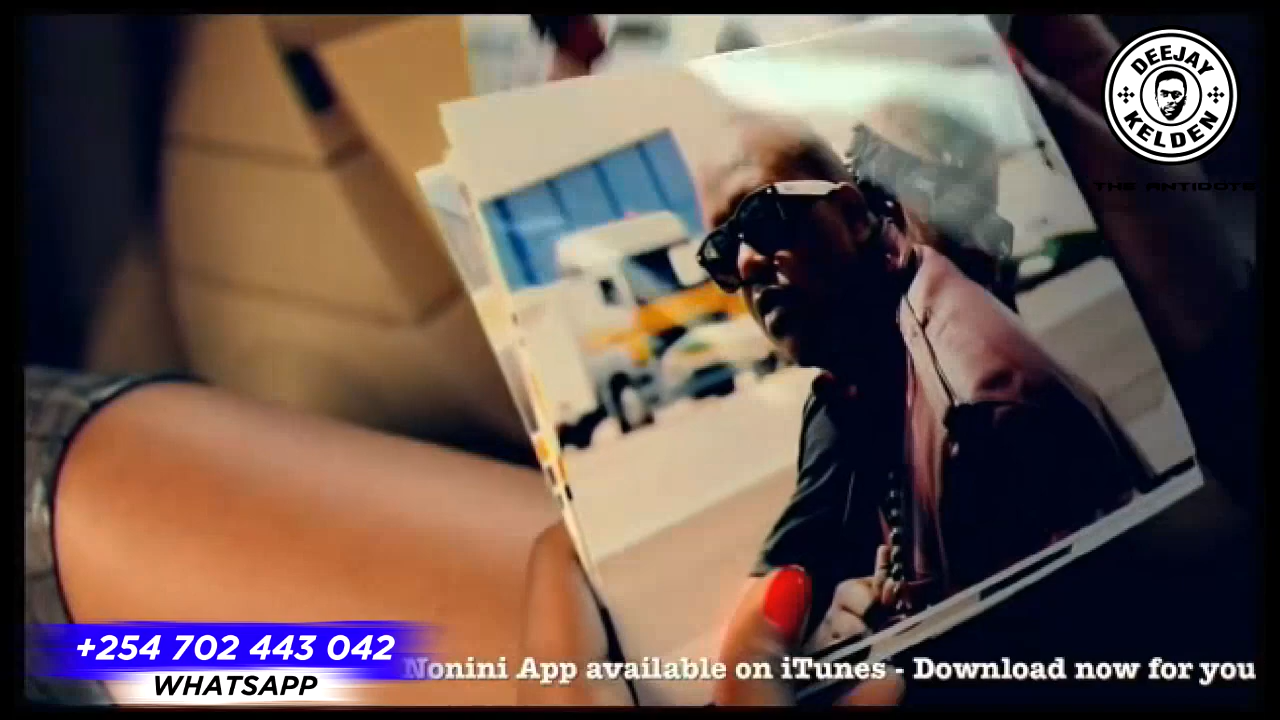 DEEJAY
KELDEN
THE ANTIDOTE
+254 702 443 042
WHATSAPP
Nonini App available on iTunes - Download now for you